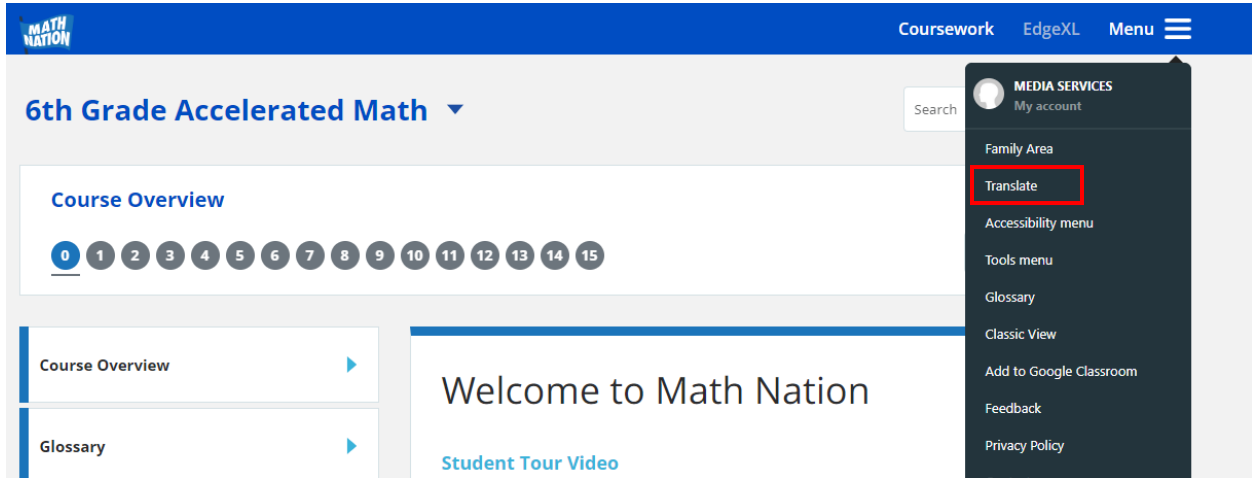 MATH
NATION
Coursework EdgeXL Menu
6th Grade Accelerated Math
Search
MEDIA SERVICES
My account
Family Area
Translate
Accessibility menu
Tools menu
Glossary
Classic View
Add to Google Classroom
Feedback
Privacy Policy
Course Overview
0 1 2 3 4 5 6 7 8 9 10 11 12 13 14 15
Course Overview
Glossary
Welcome to Math Nation
Student Tour Video